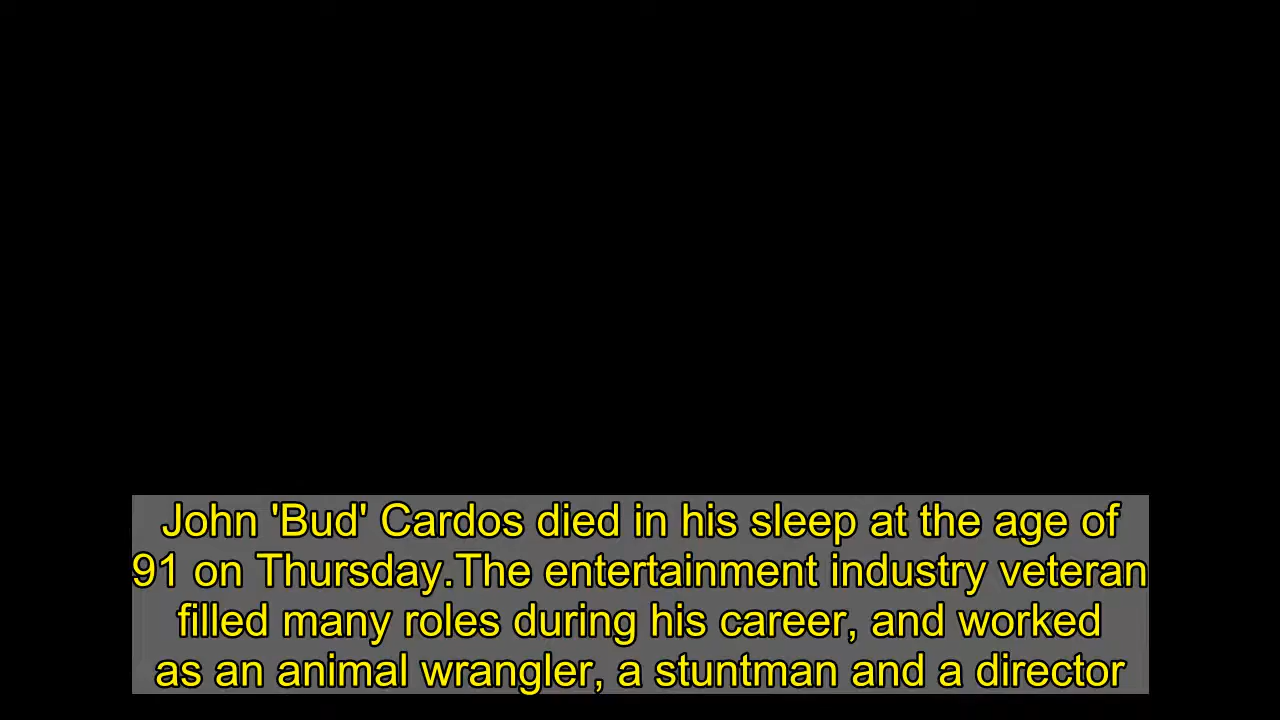 John 'Bud' Cardos died in his sleep at the age of
91 on Thursday.The entertainment industry veteran
filled many roles during his career, and worked
as an animal wrangler, a stuntman and a director